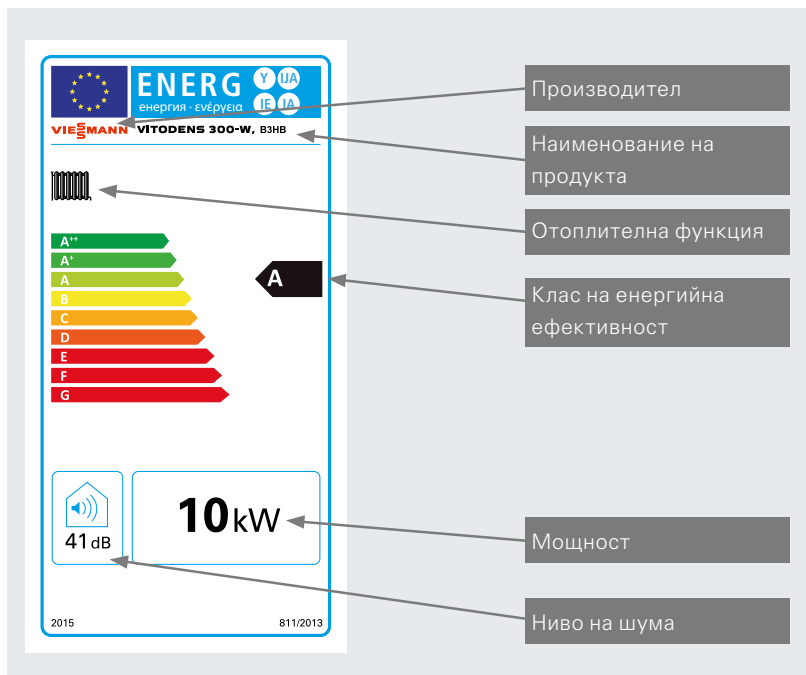 ENERG
Y IJA
енергия · ενέργεια
IE IA
VIESMANN VITODENS 300-W, B3HB
A++
A+
A
B
C
D
E
F
G
A
41 dB
10 kW
2015
811/2013
Производител
Наименование на
продукта
Отоплителна функция
Клас на енергийна
ефективност
Мощност
Ниво на шума